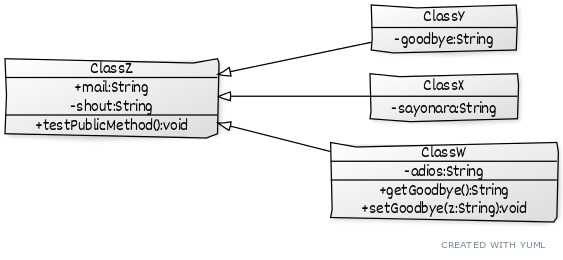 ClassY
-goodbye:String
ClassZ
+mail:String
-shout:String
+testPublicMethod():void
ClassX
-sayonara:String
ClassW
-adios:String
+getGoodbye():String
+setGoodbye(z:String):void
CREATED WITH YUML